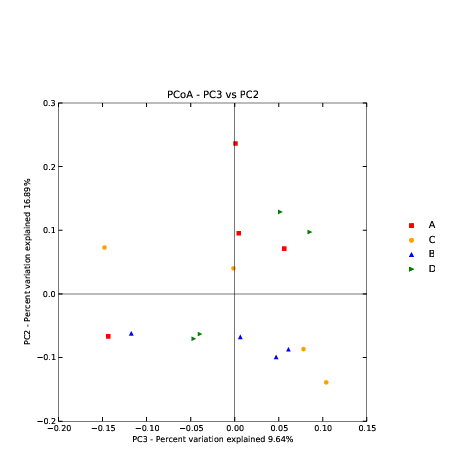 PCoA - PC3 vs PC2
0.3
0.2
0.1
0.0
−0.1
−0.2
PC2 - Percent variation explained 16.89%
−0.20 −0.15 −0.10 −0.05 0.00 0.05 0.10 0.15
PC3 - Percent variation explained 9.64%
A
C
B
D